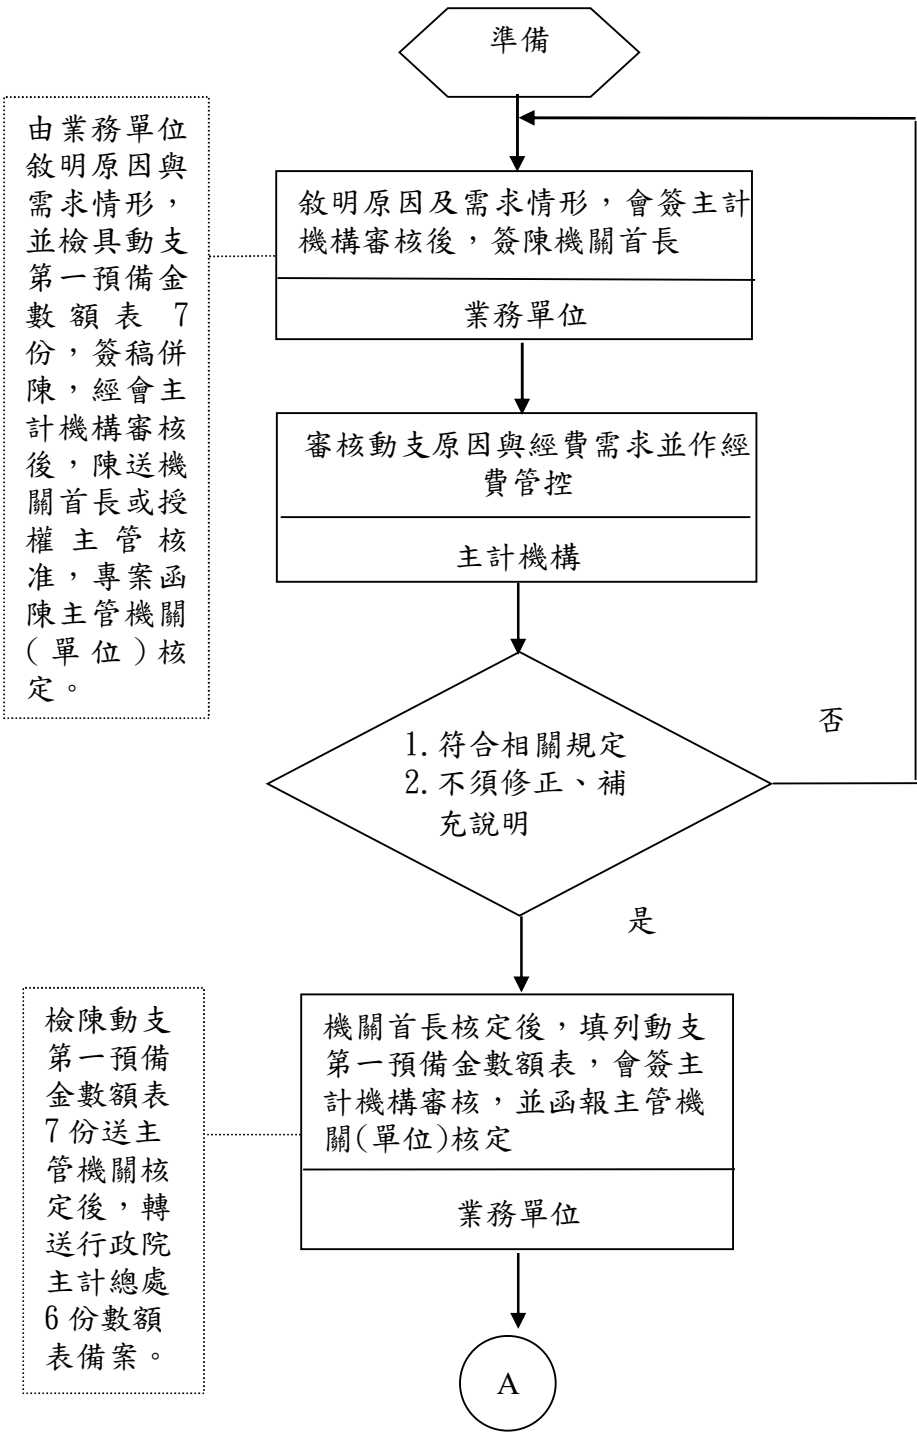 準備
由業務單位
敘明原因與
需求情形，
並檢具動支
第一預備金
數額表 7
份，簽稿併
陳，經會主
計機構審核
後，陳送機
關首長或授
權主管核
准，專案函
陳主管機關
(單位)核
定。
敘明原因及需求情形，會簽主計
機構審核後，簽陳機關首長
業務單位
審核動支原因與經費需求並作經
費管控
主計機構
1.符合相關規定
2.不須修正、補
充說明
否
是
檢陳動支
第一預備
金數額表
7份送主
管機關核
定後，轉
送行政院
主計總處
6份數額
表備案。
機關首長核定後，填列動支
第一預備金數額表，會簽主
計機構審核，並函報主管機
關(單位)核定
業務單位
A